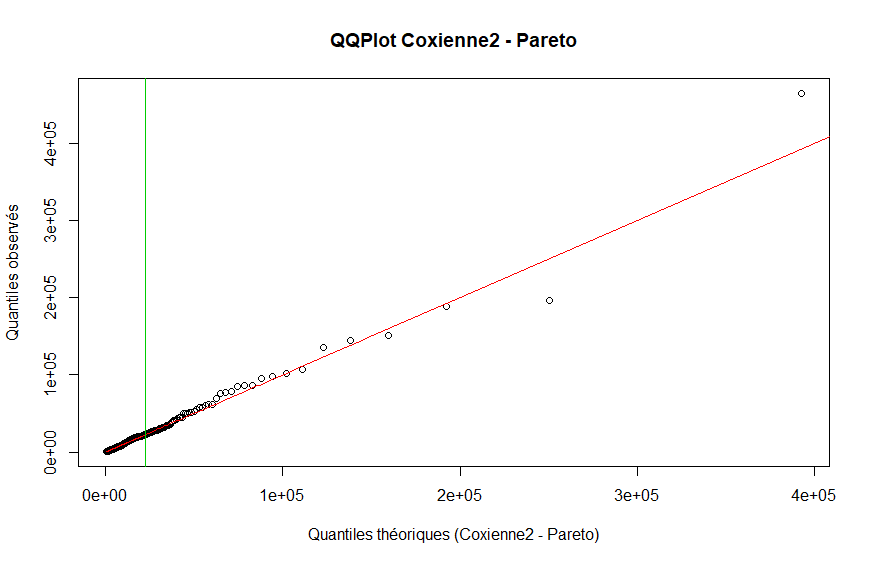 QQPlot Coxienne2 - Pareto
Quantiles observés
4e+05
3e+05
2e+05
1e+05
0e+00
0e+00 1e+05 2e+05 3e+05 4e+05
Quantiles théoriques (Coxienne2 - Pareto)